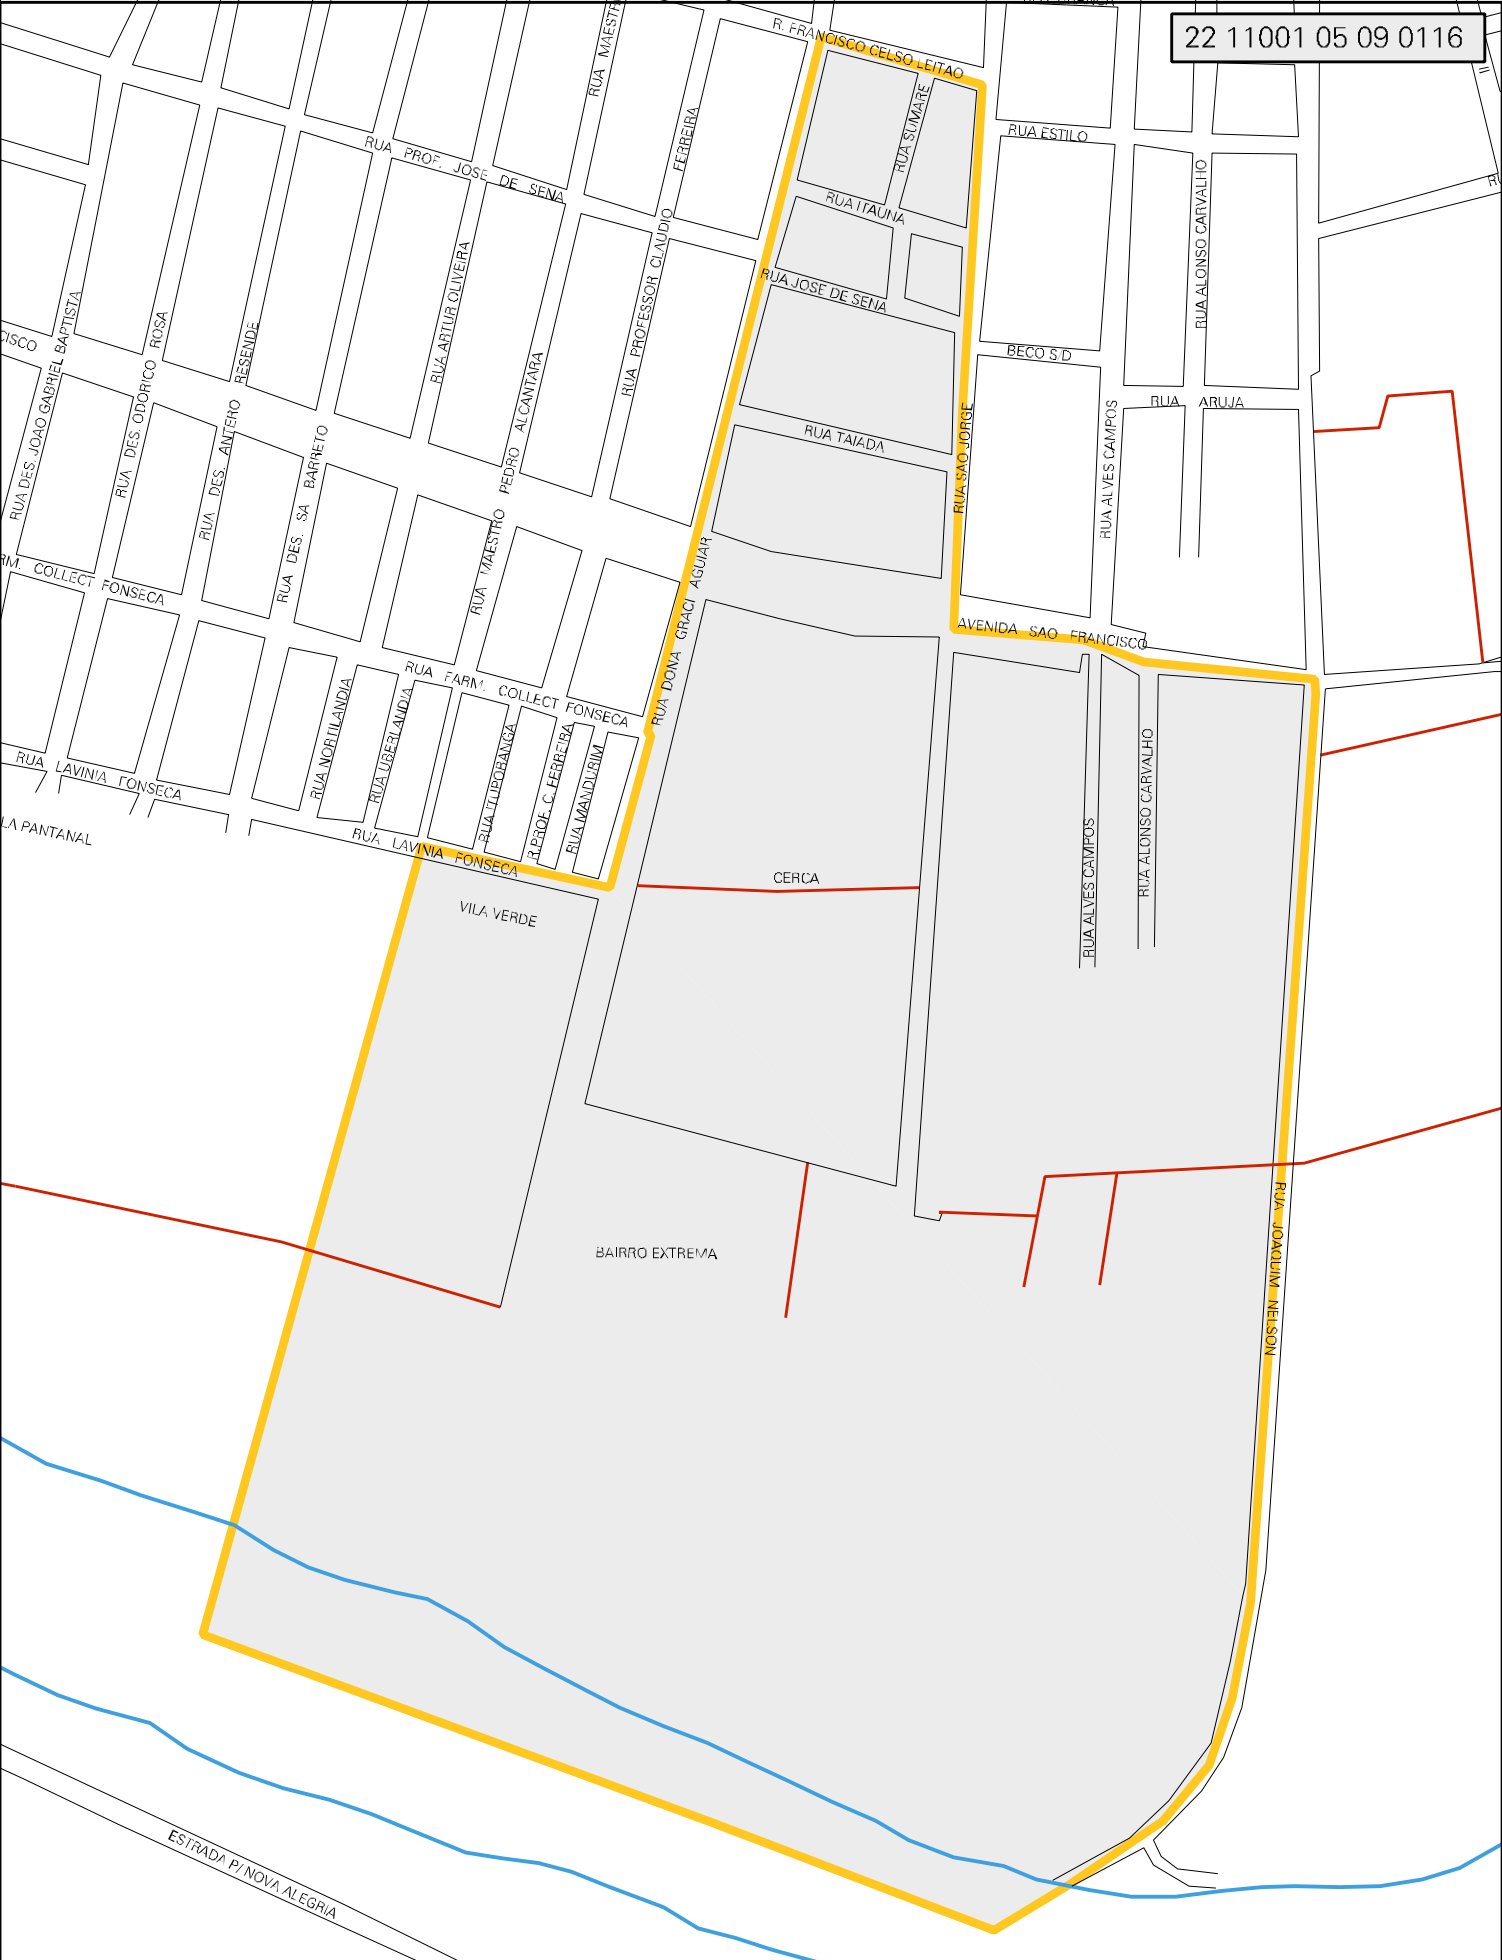 22 11001 05 09 0116
R. FRANCISCO CELSO LEITAO
RUA MAESTR
RUA SUMARE
RUA ESTILO
FERREIRA
RUA PROF. JOSE DE SENA
RUA ITAUNA
RUA ALONSO CARVALHO
RUA PROFESSOR CLAUDIO
RUA ARTUR OLIVEIRA
RUA JOSE DE SENA
CISCO
RUA DES. JOAO GABRIEL BAPTISTA
RUA DES. ODORICO ROSA
RUA DES. ANTERO RESENDE
RUA DES. SA BARRETO
RUA MAESTRO PEDRO ALCANTARA
BECO S/D
RUA ARUJA
RUA TAIADA
RUA SAO JORGE
RUA ALVES CAMPOS
RM. COLLECT FONSECA
RUA DONA GRACI AGUIAR
AVENIDA SAO FRANCISCO
RUA FARM. COLLECT FONSECA
RUA NORTILANDIA
RUA UBERLANDIA
RUA ITUPORANGA
R.PROF. C. FERREIRA
RUA MANDURIM
RUA LAVINIA FONSECA
LA PANTANAL
RUA LAVINIA FONSECA
RUA ALVES CAMPOS
RUA ALONSO CARVALHO
CERCA
VILA VERDE
BAIRRO EXTREMA
RUA JOAQUIM NELSON
ESTRADA P/ NOVA ALEGRIA